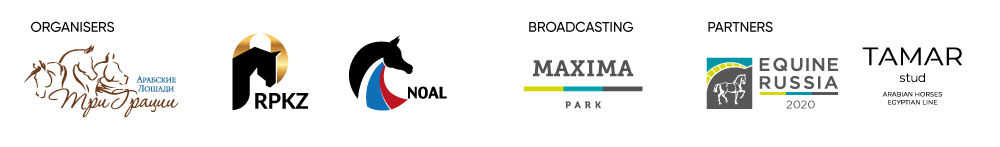 ORGANISERS
Арабские
Лошади
Три Грации
RPKZ
NOAL
BROADCASTING
MAXIMA
PARK
PARTNERS
EQUINE
RUSSIA
2020
TAMAR
stud
ARABIAN HORSES
EGYPTIAN LINE